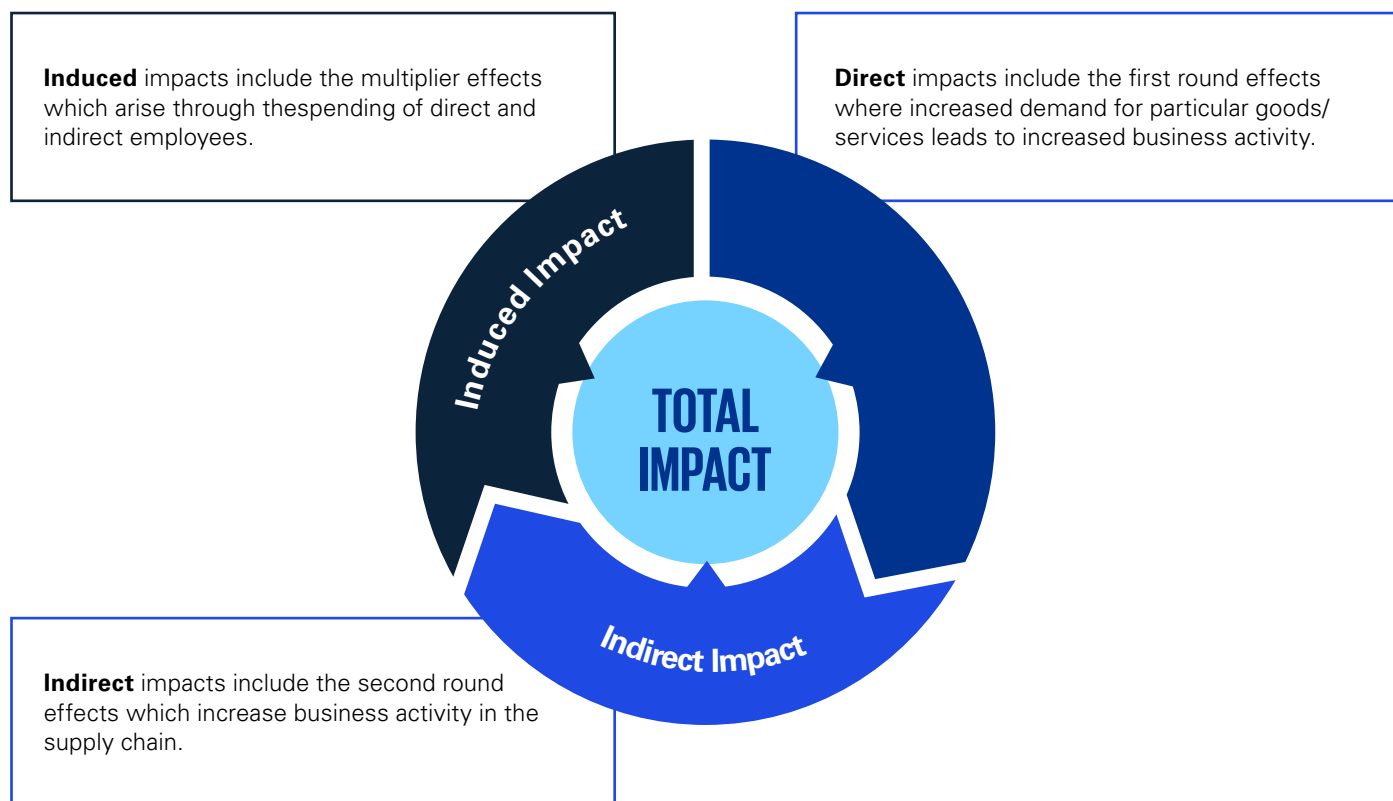 Induced impacts include the multiplier effects
which arise through thespending of direct and
indirect employees.
Direct impacts include the first round effects
where increased demand for particular goods/
services leads to increased business activity.
Induced Impact
TOTAL
IMPACT
Indirect Impact
Indirect impacts include the second round
effects which increase business activity in the
supply chain.